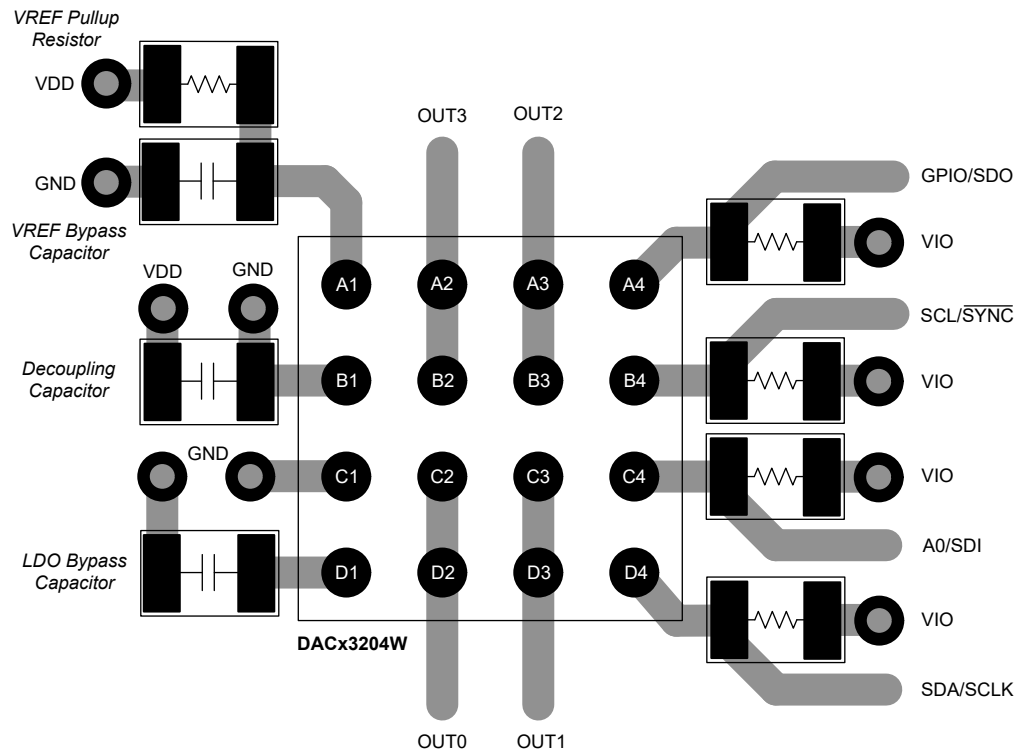 VREF Pullup
Resistor
VDD
OUT3
OUT2
GND
GPIO/SDO
VREF Bypass
Capacitor
VIO
VDD
GND
A1
A2
A3
A4
SCL/SYNC
Decoupling
Capacitor
B1
B2
B3
B4
VIO
GND
C1
C2
C3
C4
VIO
A0/SDI
LDO Bypass
Capacitor
D1
D2
D3
D4
VIO
DACx3204W
SDA/SCLK
OUT0
OUT1